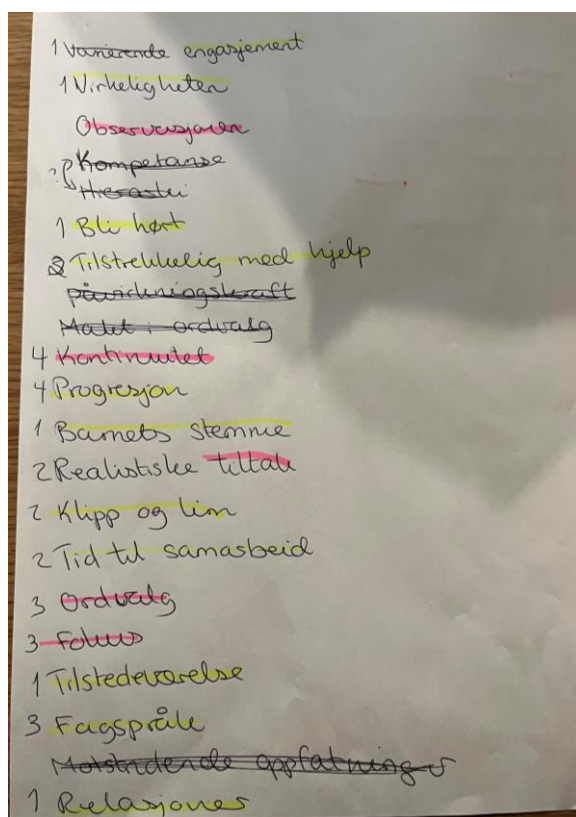 1 Varierende engasjement
1 Virkeligheten
Observasjonen
?? Kompetanse
Hierarki
1 Bli hørt
2 Tilstrekkelig med hjelp
påvirkningskraft
Makt i ordvalg
4 Kontinuitet
4 Progresjon
1 Barnets stemme
2 Realistiske tiltak
2 Klipp og lim
2 Tid til samarbeid
3 Ordvalg
3 Fokus
1 Tilstedeværelse
3 Fagspråk
Motstridende oppfatninger
1 Relasjoner